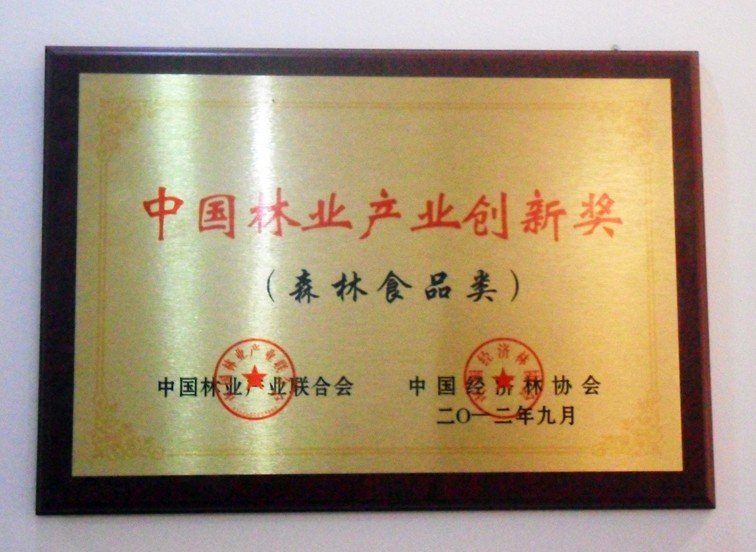 中国林业产业创新奖
（森林食品类）
中国林业产业联合会 中国经济林协会
二〇一二年九月